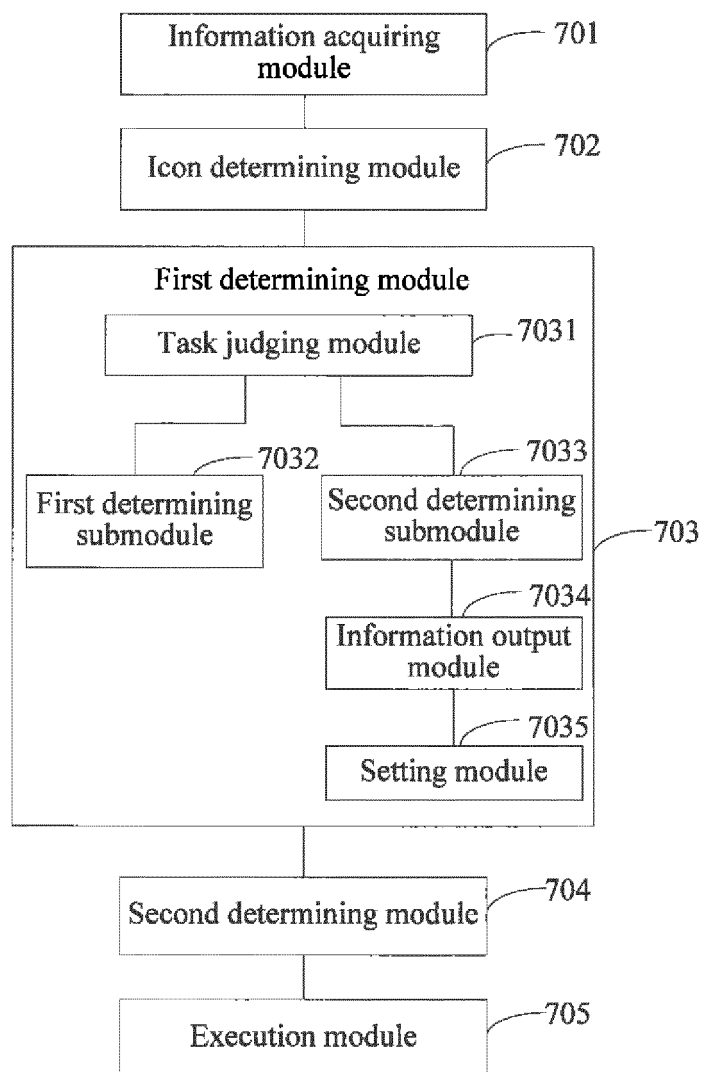 Information acquiring
module
701
Icon determining module
702
First determining module
Task judging module
7031
7032
First determining
submodule
7033
Second determining
submodule
703
7034
Information output
module
7035
Setting module
704
Second determining module
705
Execution module